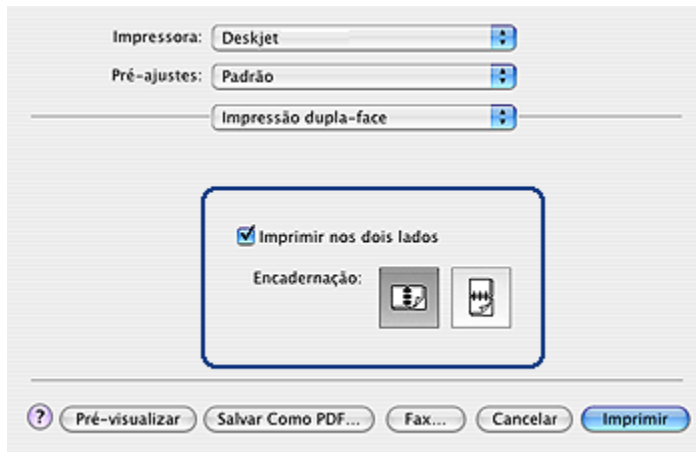 Impressora: Deskjet
Pré-ajustes: Padrão
Impressão dupla-face
Imprimir nos dois lados
Encadernação:
? Pré-visualizar Salvar Como PDF... Fax... Cancelar Imprimir